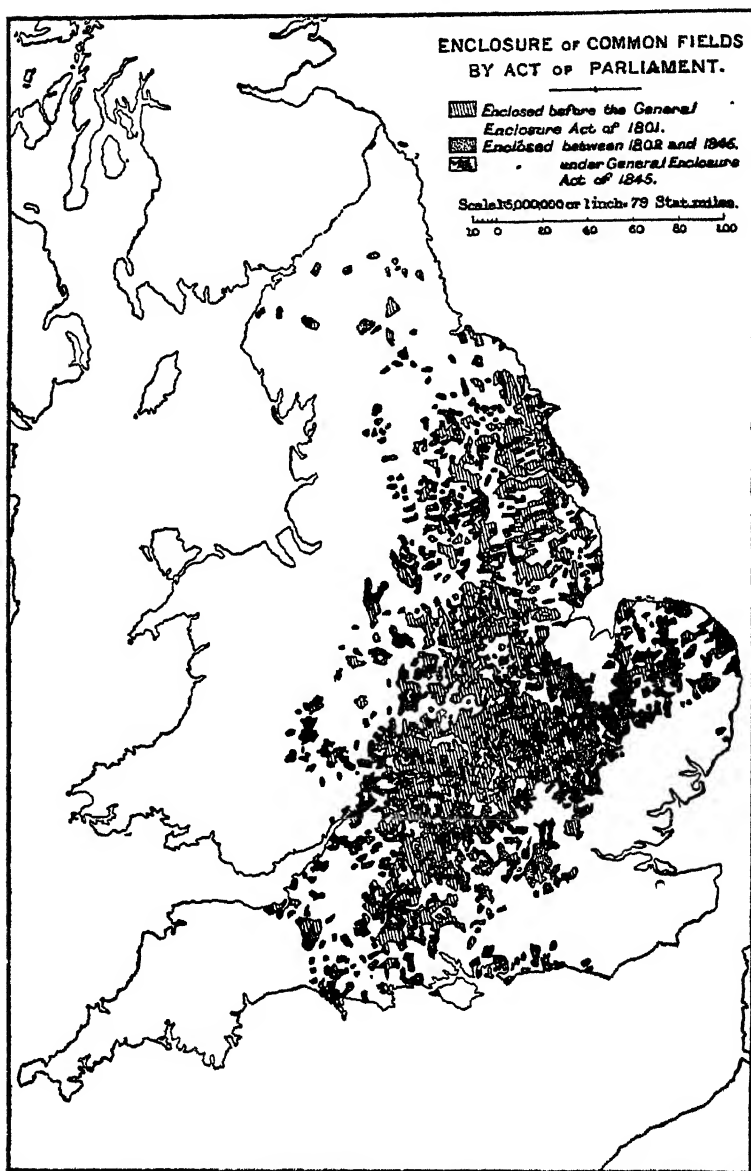 ENCLOSURE OF COMMON FIELDS
BY ACT OF PARLIAMENT.
Enclosed before the General
Enclosure Act of 1801.
Enclosed between 1802 and 1845.
" under General Enclosure
Act of 1845.
Scale 1:5,000,000 or 1 inch = 79 Stat. miles.
20 0 20 40 60 80 100